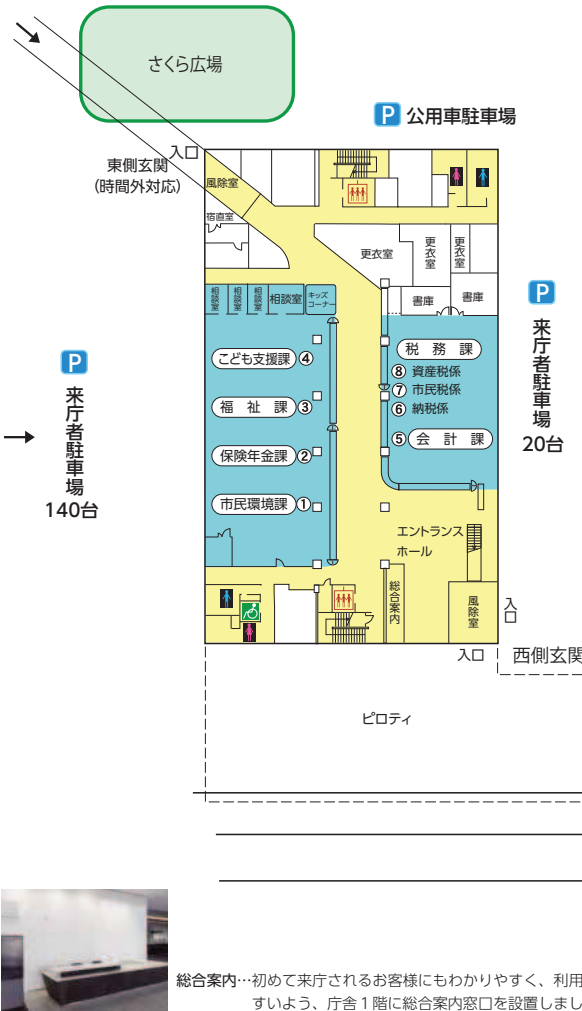 さくら広場
P 公用車駐車場
入口
東側玄関
(時間外対応)
風除室
宿直室
更衣室
更衣室
更衣室
書庫
書庫
相談室
相談室
相談室
相談室
キッズ
コーナー
P
来庁者駐車場
20台
P
来庁者駐車場
140台
こども支援課 ④
福祉課 ③
保険年金課 ②
市民環境課 ①
税務課
⑧ 資産税係
⑦ 市民税係
⑥ 納税係
⑤ 会計課
エントランス
ホール
総合案内
風除室
入口
入口
西側玄関
ピロティ
総合案内…初めて来庁されるお客様にもわかりやすく、利用
すいよう、庁舎1階に総合案内窓口を設置しまし